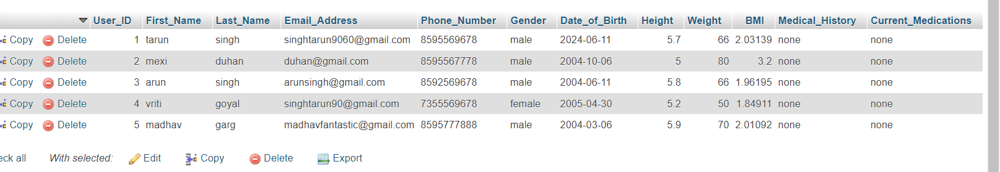 User_ID First_Name Last_Name Email_Address Phone_Number Gender Date_of_Birth Height Weight BMI Medical_History Current_Medications
Copy Delete 1 tarun singh singhtarun9060@gmail.com 8595569678 male 2024-06-11 5.7 66 2.03139 none none
Copy Delete 2 mexi duhan duhan@gmail.com 8595567778 male 2004-10-06 5 80 3.2 none none
Copy Delete 3 arun singh arunsingh@gmail.com 8592569678 male 2004-06-11 5.8 66 1.96195 none none
Copy Delete 4 vriti goyal singhtarun90@gmail.com 7355569678 female 2005-04-30 5.2 50 1.84911 none none
Copy Delete 5 madhav garg madhavfantastic@gmail.com 8595777888 male 2004-03-06 5.9 70 2.01092 none none
eck all With selected: Edit Copy Delete Export